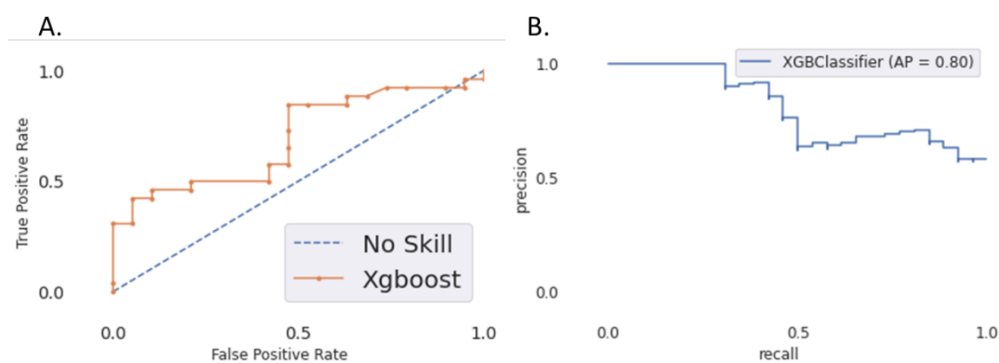 A.
1.0
0.5
0.0
True Positive Rate
No Skill
Xgboost
0.0 0.5 1.0
False Positive Rate
B.
XGBClassifier (AP = 0.80)
1.0
0.5
0.0
precision
0.0 0.5 1.0
recall